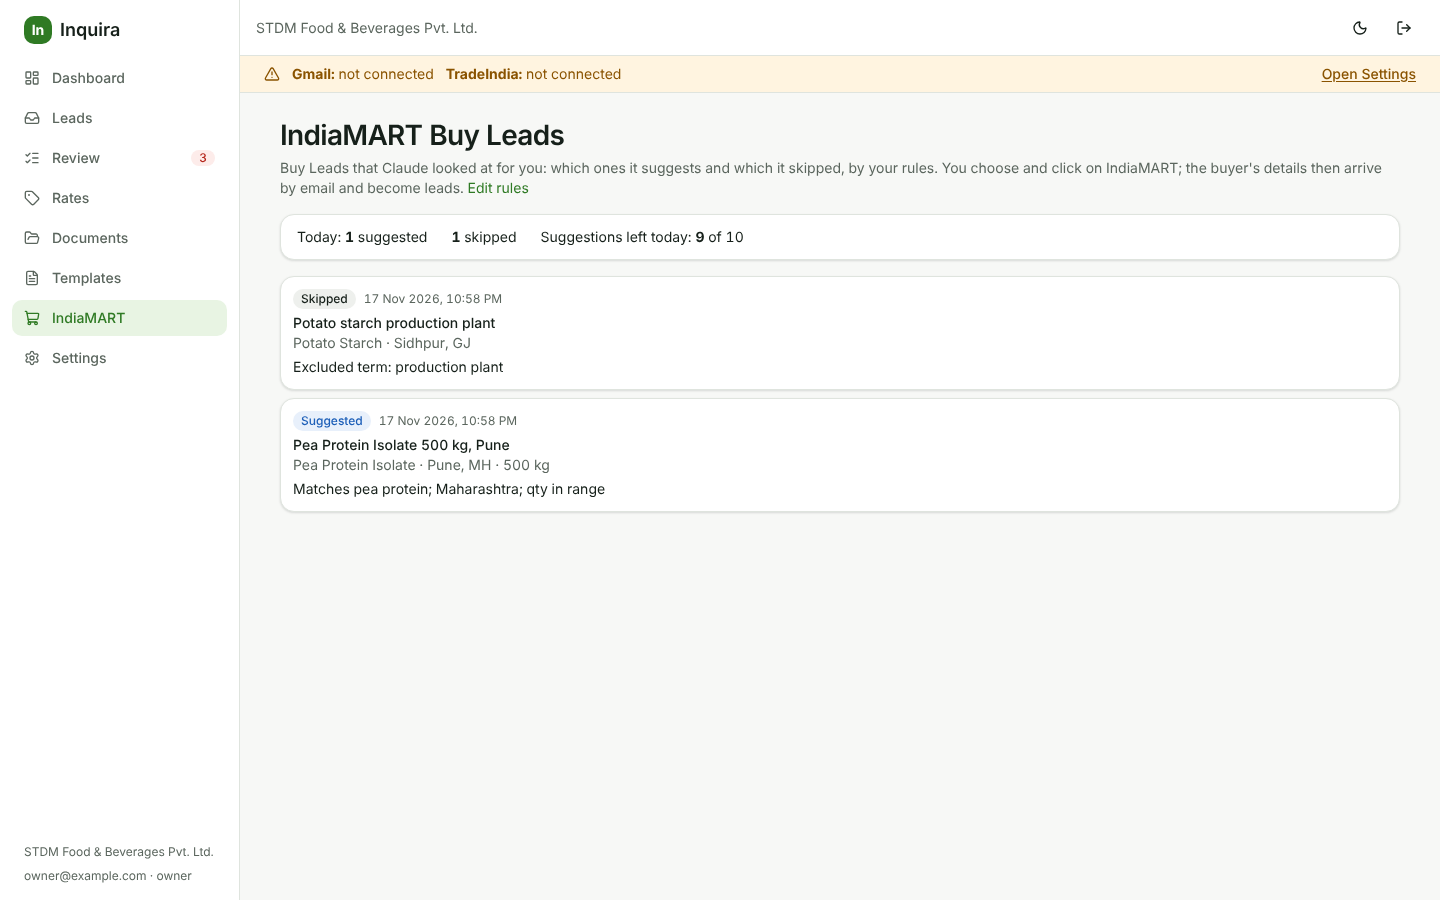 In Inquira
STDM Food & Beverages Pvt. Ltd.
Gmail: not connected TradeIndia: not connected Open Settings
Dashboard
Leads
Review 3
Rates
Documents
Templates
IndiaMART
Settings
IndiaMART Buy Leads
Buy Leads that Claude looked at for you: which ones it suggests and which it skipped, by your rules. You choose and click on IndiaMART; the buyer's details then arrive
by email and become leads. Edit rules
Today: 1 suggested 1 skipped Suggestions left today: 9 of 10
Skipped 17 Nov 2026, 10:58 PM
Potato starch production plant
Potato Starch · Sidhpur, GJ
Excluded term: production plant
Suggested 17 Nov 2026, 10:58 PM
Pea Protein Isolate 500 kg, Pune
Pea Protein Isolate · Pune, MH · 500 kg
Matches pea protein; Maharashtra; qty in range
STDM Food & Beverages Pvt. Ltd.
owner@example.com · owner